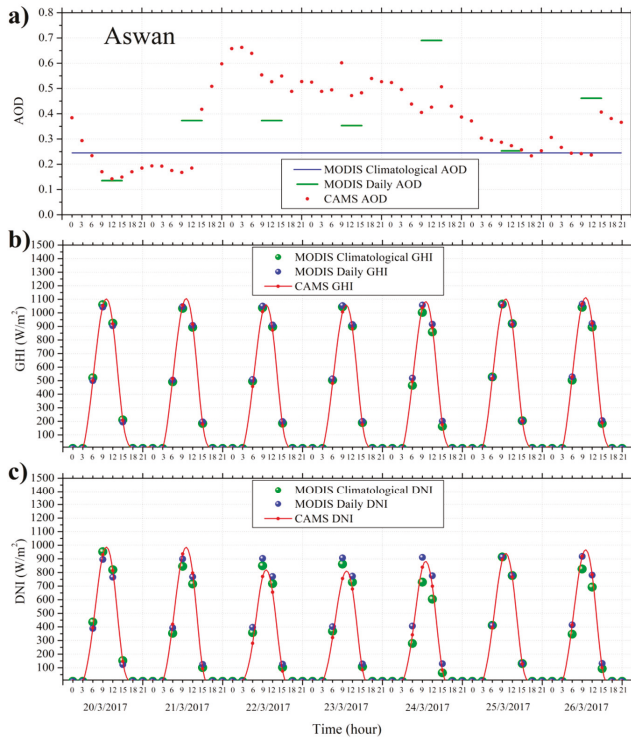 a)
Aswan
AOD
0.8
0.7
0.6
0.5
0.4
0.3
0.2
0.1
0.0
MODIS Climatological AOD
MODIS Daily AOD
CAMS AOD
0 3 6 9 12 15 18 21 0 3 6 9 12 15 18 21 0 3 6 9 12 15 18 21 0 3 6 9 12 15 18 21 0 3 6 9 12 15 18 21 0 3 6 9 12 15 18 21 0 3 6 9 12 15 18 21
b)
GHI (W/m²)
1500
1400
1300
1200
1100
1000
900
800
700
600
500
400
300
200
100
MODIS Climatological GHI
MODIS Daily GHI
CAMS GHI
0 3 6 9 12 15 18 21 0 3 6 9 12 15 18 21 0 3 6 9 12 15 18 21 0 3 6 9 12 15 18 21 0 3 6 9 12 15 18 21 0 3 6 9 12 15 18 21 0 3 6 9 12 15 18 21
c)
DNI (W/m²)
1500
1400
1300
1200
1100
1000
900
800
700
600
500
400
300
200
100
MODIS Climatological DNI
MODIS Daily DNI
CAMS DNI
0 3 6 9 12 15 18 21 0 3 6 9 12 15 18 21 0 3 6 9 12 15 18 21 0 3 6 9 12 15 18 21 0 3 6 9 12 15 18 21 0 3 6 9 12 15 18 21 0 3 6 9 12 15 18 21
20/3/2017 21/3/2017 22/3/2017 23/3/2017 24/3/2017 25/3/2017 26/3/2017
Time (hour)